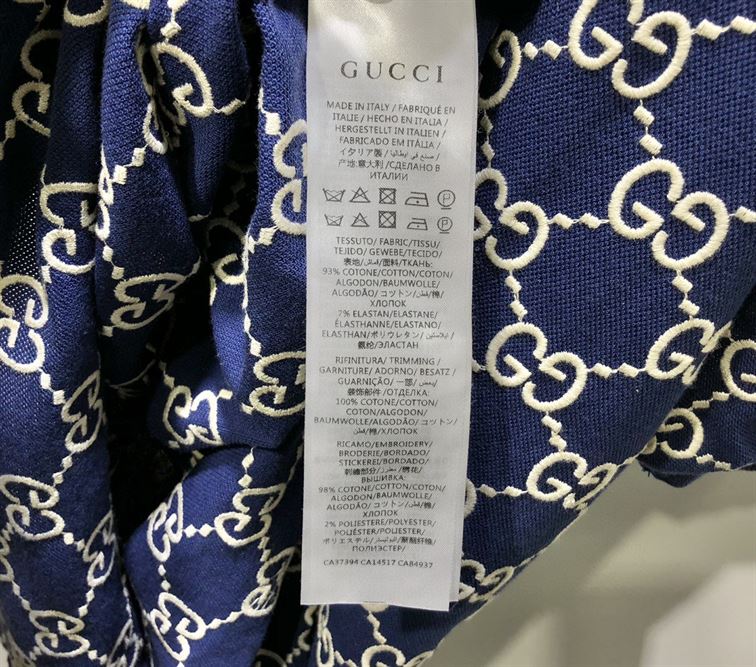 GUCCI
MADE IN ITALY / FABRIQUÉ EN
ITALIE / HECHO EN ITALIA /
HERGESTELLT IN ITALIEN /
FABRICADO EM ITÁLIA /
イタリア製 / صنع في إيطاليا /
产地:意大利 /СДЕЛАНО В
ИТАЛИИ
TESSUTO/ FABRIC/TISSU/
TEJIDO/ GEWEBE/TECIDO/
表地/قماش/面料/ТКАНЬ:
93% COTONE/COTTON/COTON/
ALGODON/BAUMWOLLE/
ALGODÃO/ コットン/قطن/棉/
ХЛОПОК
7% ELASTAN/ELASTANE/
ÉLASTHANNE/ELASTANO/
ELASTHAN/ポリウレタン/ إيلاستين/
氨纶/ЭЛАСТАН
RIFINITURA/ TRIMMING/
GARNITURE/ ADORNO/ BESATZ/
GUARNIÇÃO/ 一部/ بعض/
装饰部件/ОТДЕЛКА:
100% COTONE/COTTON/
COTON/ALGODON/
BAUMWOLLE/ALGODÃO/ コットン/
قطن/棉/ХЛОПОК
RICAMO/EMBROIDERY/
BRODERIE/BORDADO/
STICKEREI/BORDADO/
刺繍部分/ مطرز/绣花/
ВЫШИВКА:
98% COTONE/COTTON/COTON/
ALGODON/BAUMWOLLE/
ALGODÃO/ コットン/قطن/棉/
ХЛОПОК
2% POLIESTERE/POLYESTER/
POLYESTER/POLIÉSTER/
ポリエステル/ البوليستر/聚酯纤维/
ПОЛИЭСТЕР
CA37394 CA14517 CA84937